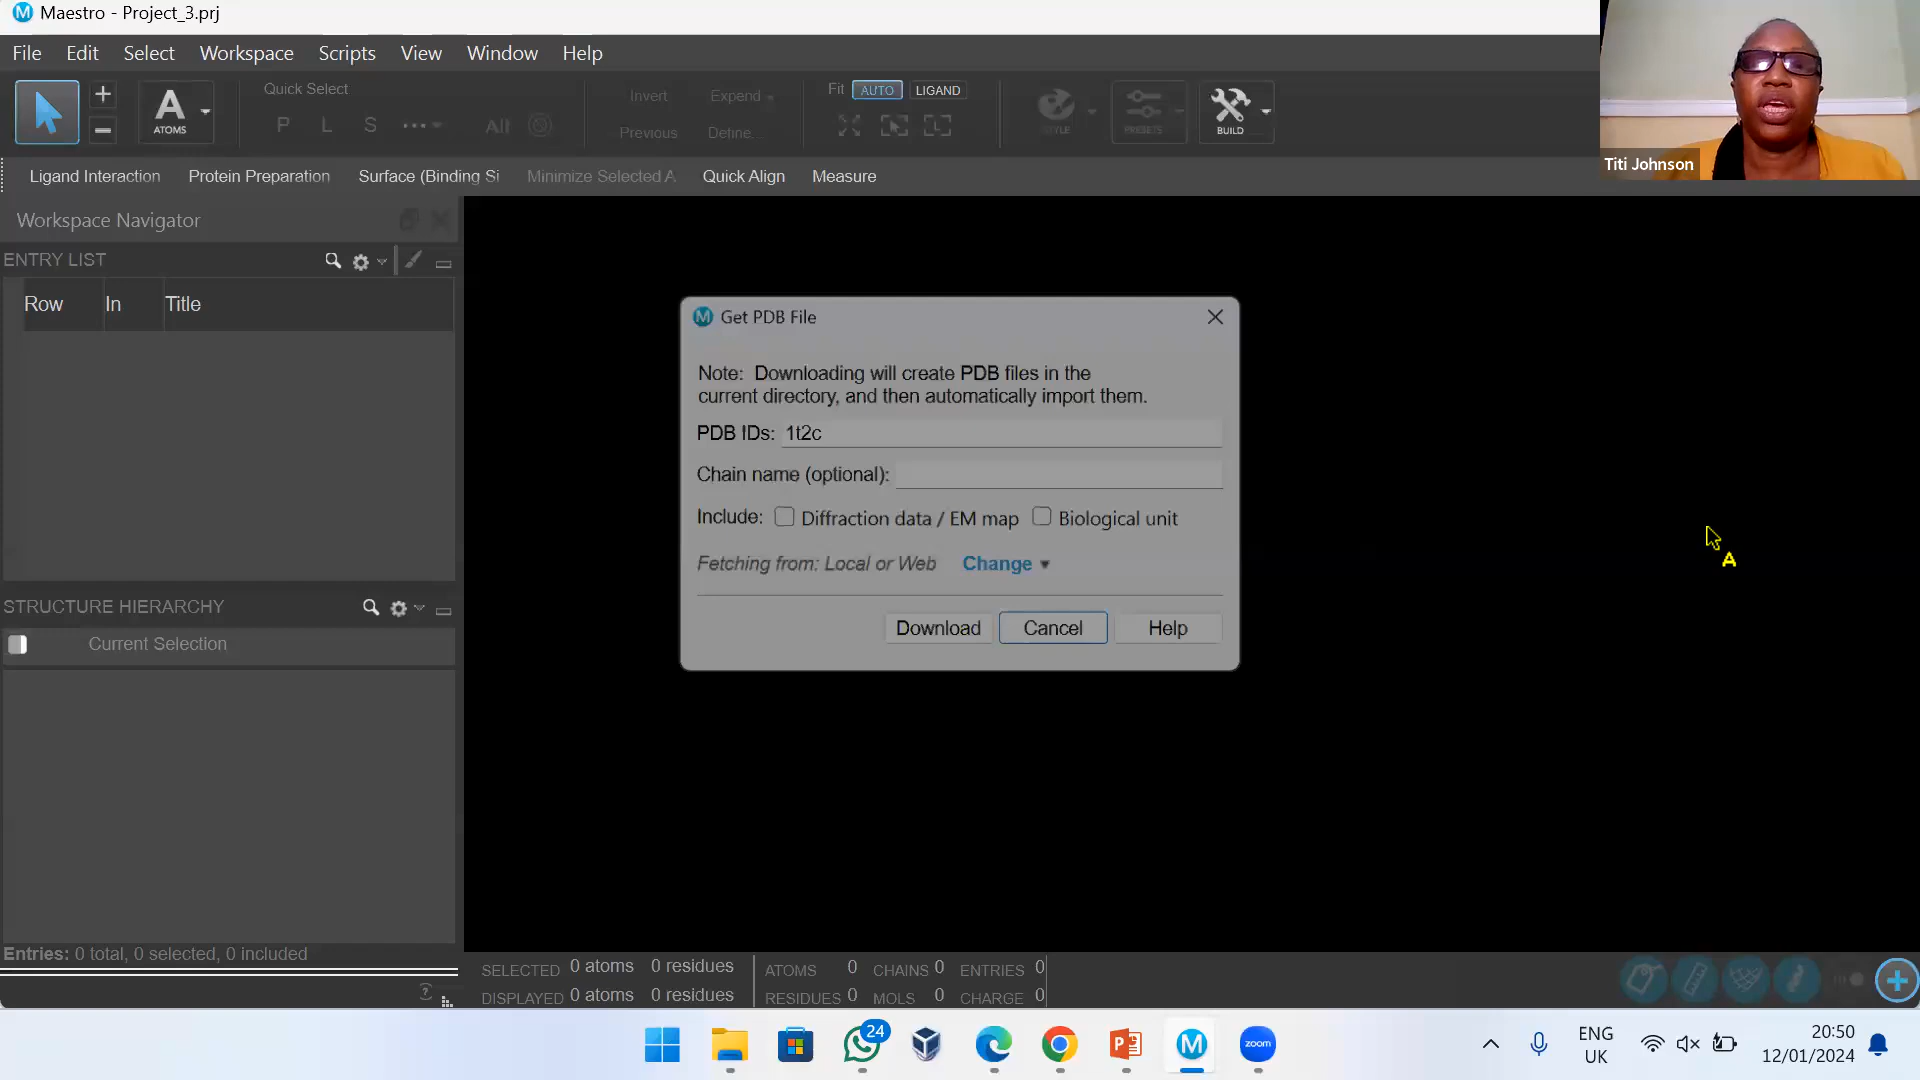 Maestro - Project_3.prj
File Edit Select Workspace Scripts View Window Help
Quick Select
Invert Expand
Fit AUTO LIGAND
ATOMS
P L S ... All
Previous Define...
STYLE PRESETS BUILD
Titi Johnson
Ligand Interaction Protein Preparation Surface (Binding Si Minimize Selected A Quick Align Measure
Workspace Navigator
ENTRY LIST
Row In Title
Get PDB File
Note: Downloading will create PDB files in the
current directory, and then automatically import them.
PDB IDs: 1t2c
Chain name (optional):
Include: Diffraction data / EM map Biological unit
Fetching from: Local or Web Change
Download Cancel Help
A
STRUCTURE HIERARCHY
Current Selection
Entries: 0 total, 0 selected, 0 included
SELECTED 0 atoms 0 residues ATOMS 0 CHAINS 0 ENTRIES 0
DISPLAYED 0 atoms 0 residues RESIDUES 0 MOLS 0 CHARGE 0
24
zoom
ENG
UK
20:50
12/01/2024